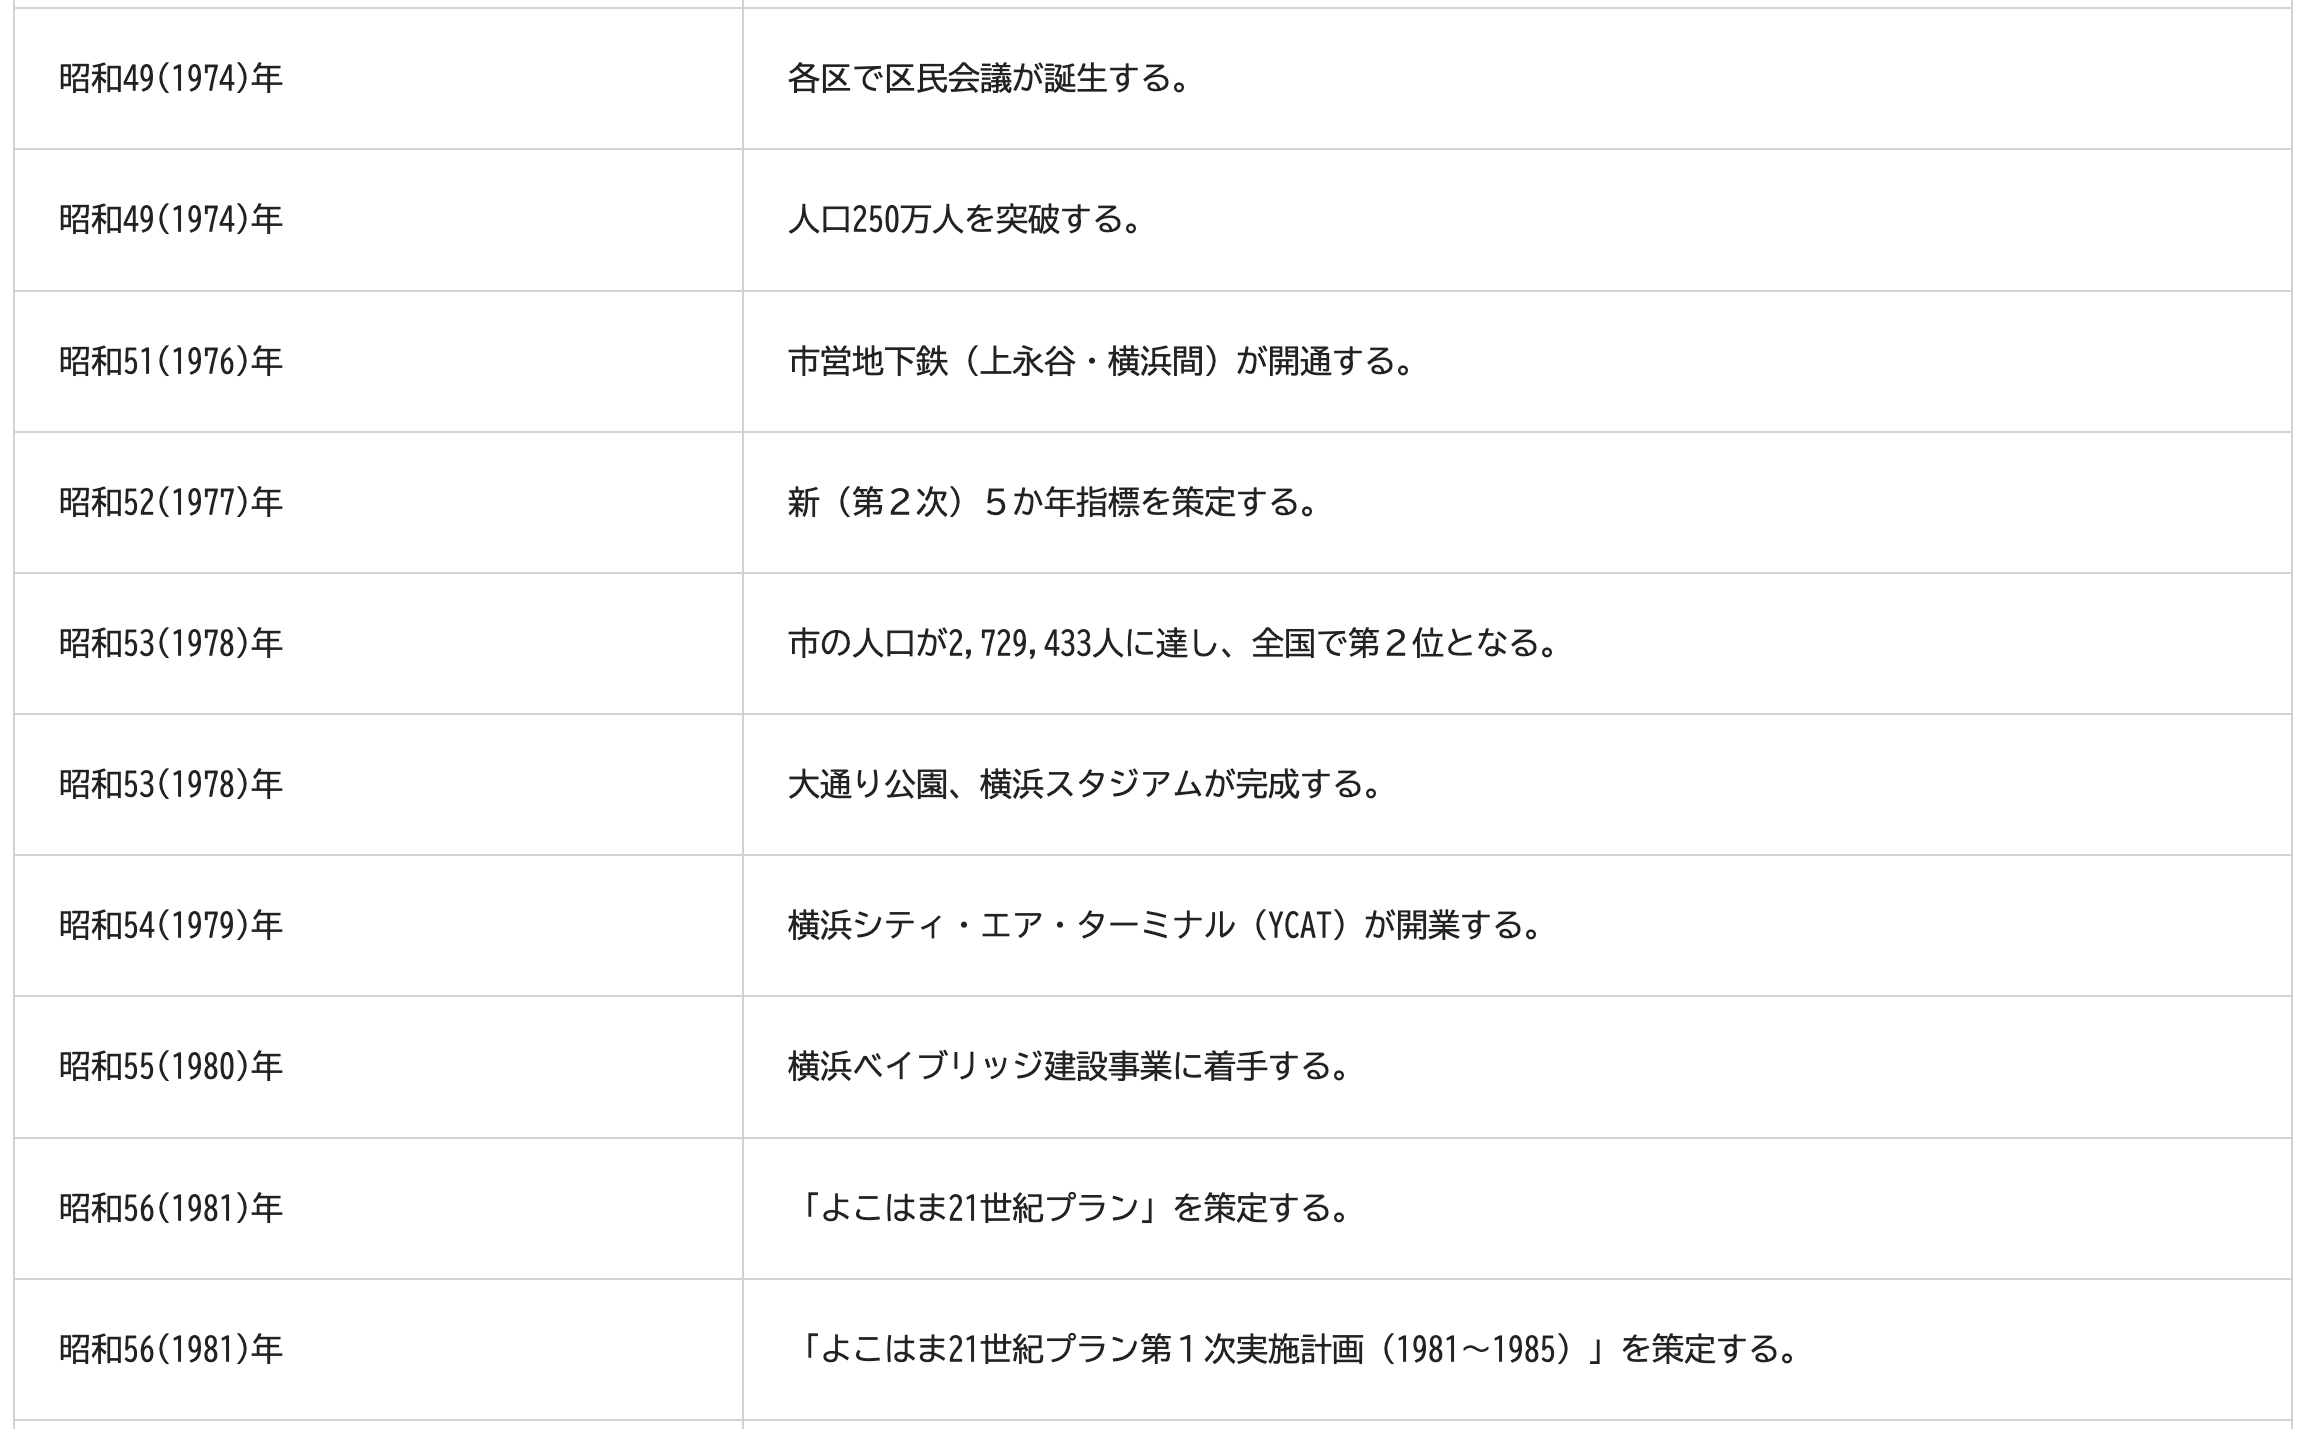 昭和49(1974)年 各区で区民会議が誕生する。
昭和49(1974)年 人口250万人を突破する。
昭和51(1976)年 市営地下鉄（上永谷・横浜間）が開通する。
昭和52(1977)年 新（第２次）５か年指標を策定する。
昭和53(1978)年 市の人口が2,729,433人に達し、全国で第２位となる。
昭和53(1978)年 大通り公園、横浜スタジアムが完成する。
昭和54(1979)年 横浜シティ・エア・ターミナル（YCAT）が開業する。
昭和55(1980)年 横浜ベイブリッジ建設事業に着手する。
昭和56(1981)年 「よこはま21世紀プラン」を策定する。
昭和56(1981)年 「よこはま21世紀プラン第１次実施計画（1981～1985）」を策定する。